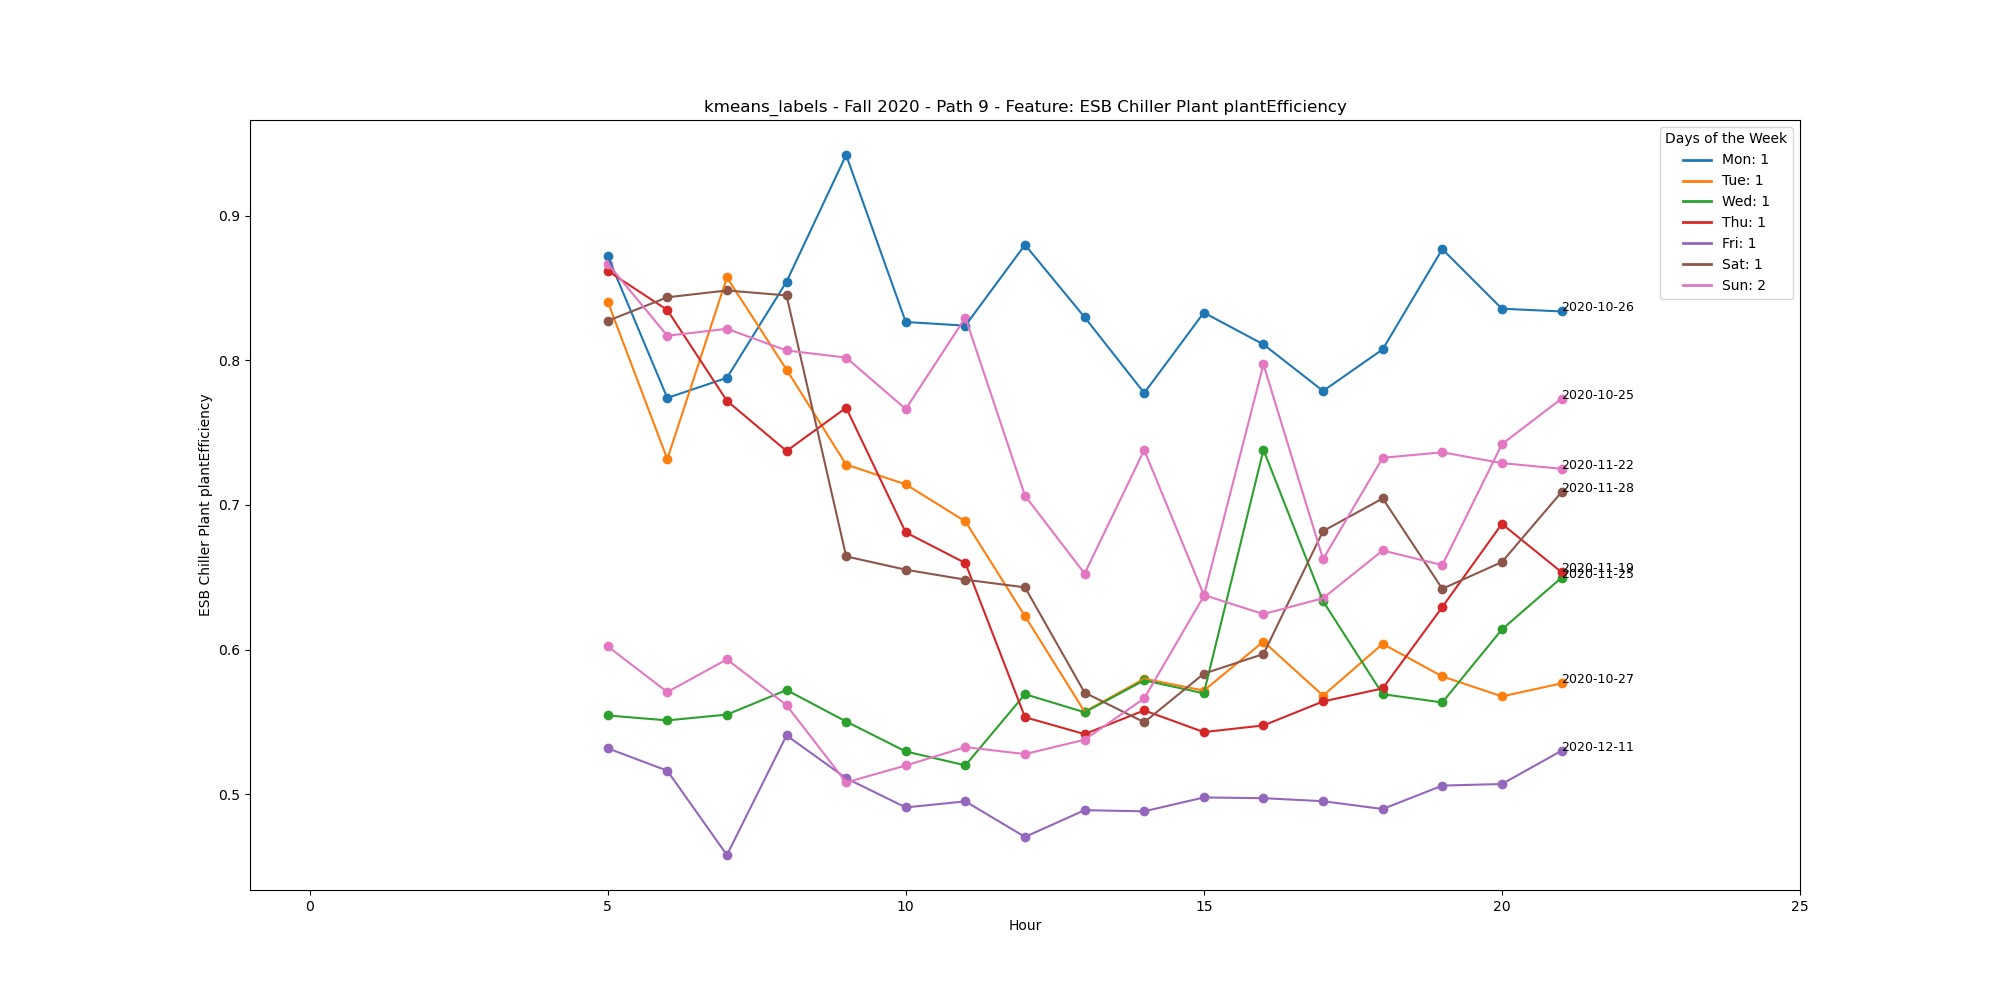 kmeans_labels - Fall 2020 - Path 9 - Feature: ESB Chiller Plant plantEfficiency
Days of the Week
Mon: 1
Tue: 1
Wed: 1
Thu: 1
Fri: 1
Sat: 1
Sun: 2
ESB Chiller Plant plantEfficiency
0.9
0.8
0.7
0.6
0.5
2020-10-26
2020-10-25
2020-11-22
2020-11-28
2020-11-19
2020-11-25
2020-10-27
2020-12-11
0
5
10
15
20
25
Hour